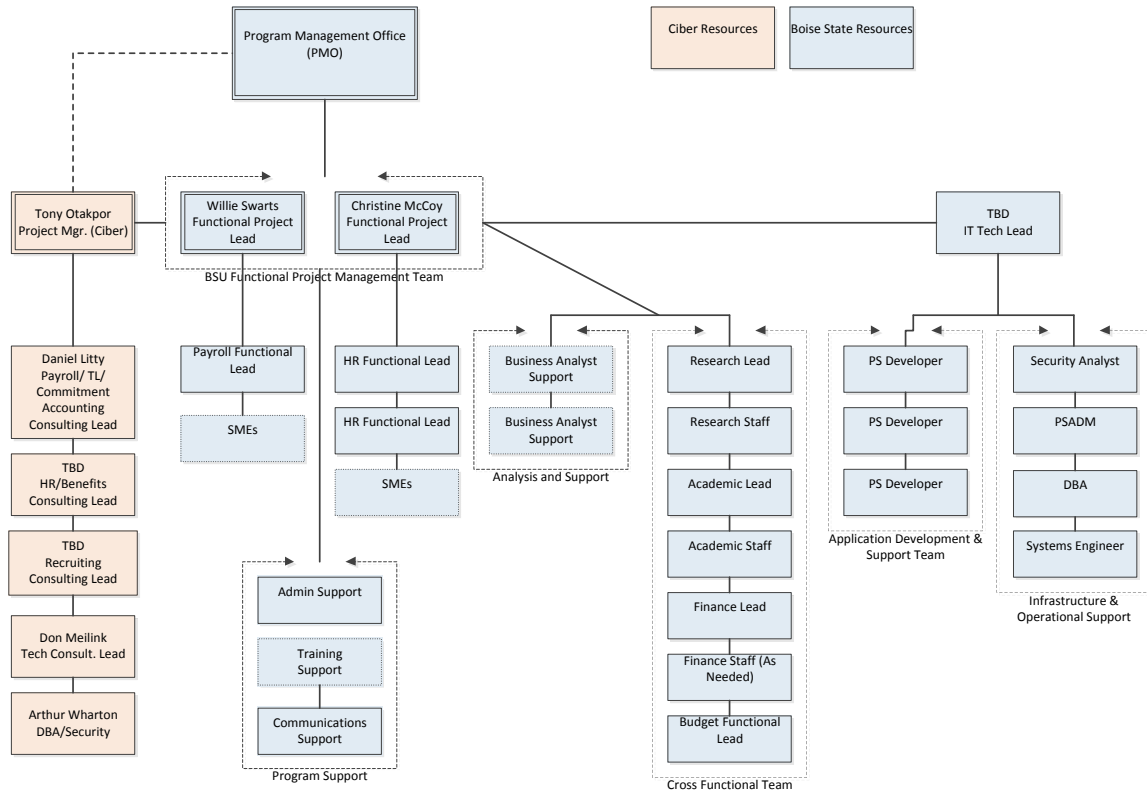 Program Management Office
(PMO)
Ciber Resources
Boise State Resources
Tony Otakpor
Project Mgr. (Ciber)
Willie Swarts
Functional Project
Lead
Christine McCoy
Functional Project
Lead
TBD
IT Tech Lead
BSU Functional Project Management Team
Daniel Litty
Payroll/ TL/
Commitment
Accounting
Consulting Lead
TBD
HR/Benefits
Consulting Lead
TBD
Recruiting
Consulting Lead
Don Meilink
Tech Consult. Lead
Arthur Wharton
DBA/Security
Payroll Functional
Lead
SMEs
HR Functional Lead
HR Functional Lead
SMEs
Admin Support
Training
Support
Communications
Support
Program Support
Business Analyst
Support
Business Analyst
Support
Analysis and Support
Research Lead
Research Staff
Academic Lead
Academic Staff
Finance Lead
Finance Staff (As
Needed)
Budget Functional
Lead
Cross Functional Team
PS Developer
PS Developer
PS Developer
Application Development &
Support Team
Security Analyst
PSADM
DBA
Systems Engineer
Infrastructure &
Operational Support